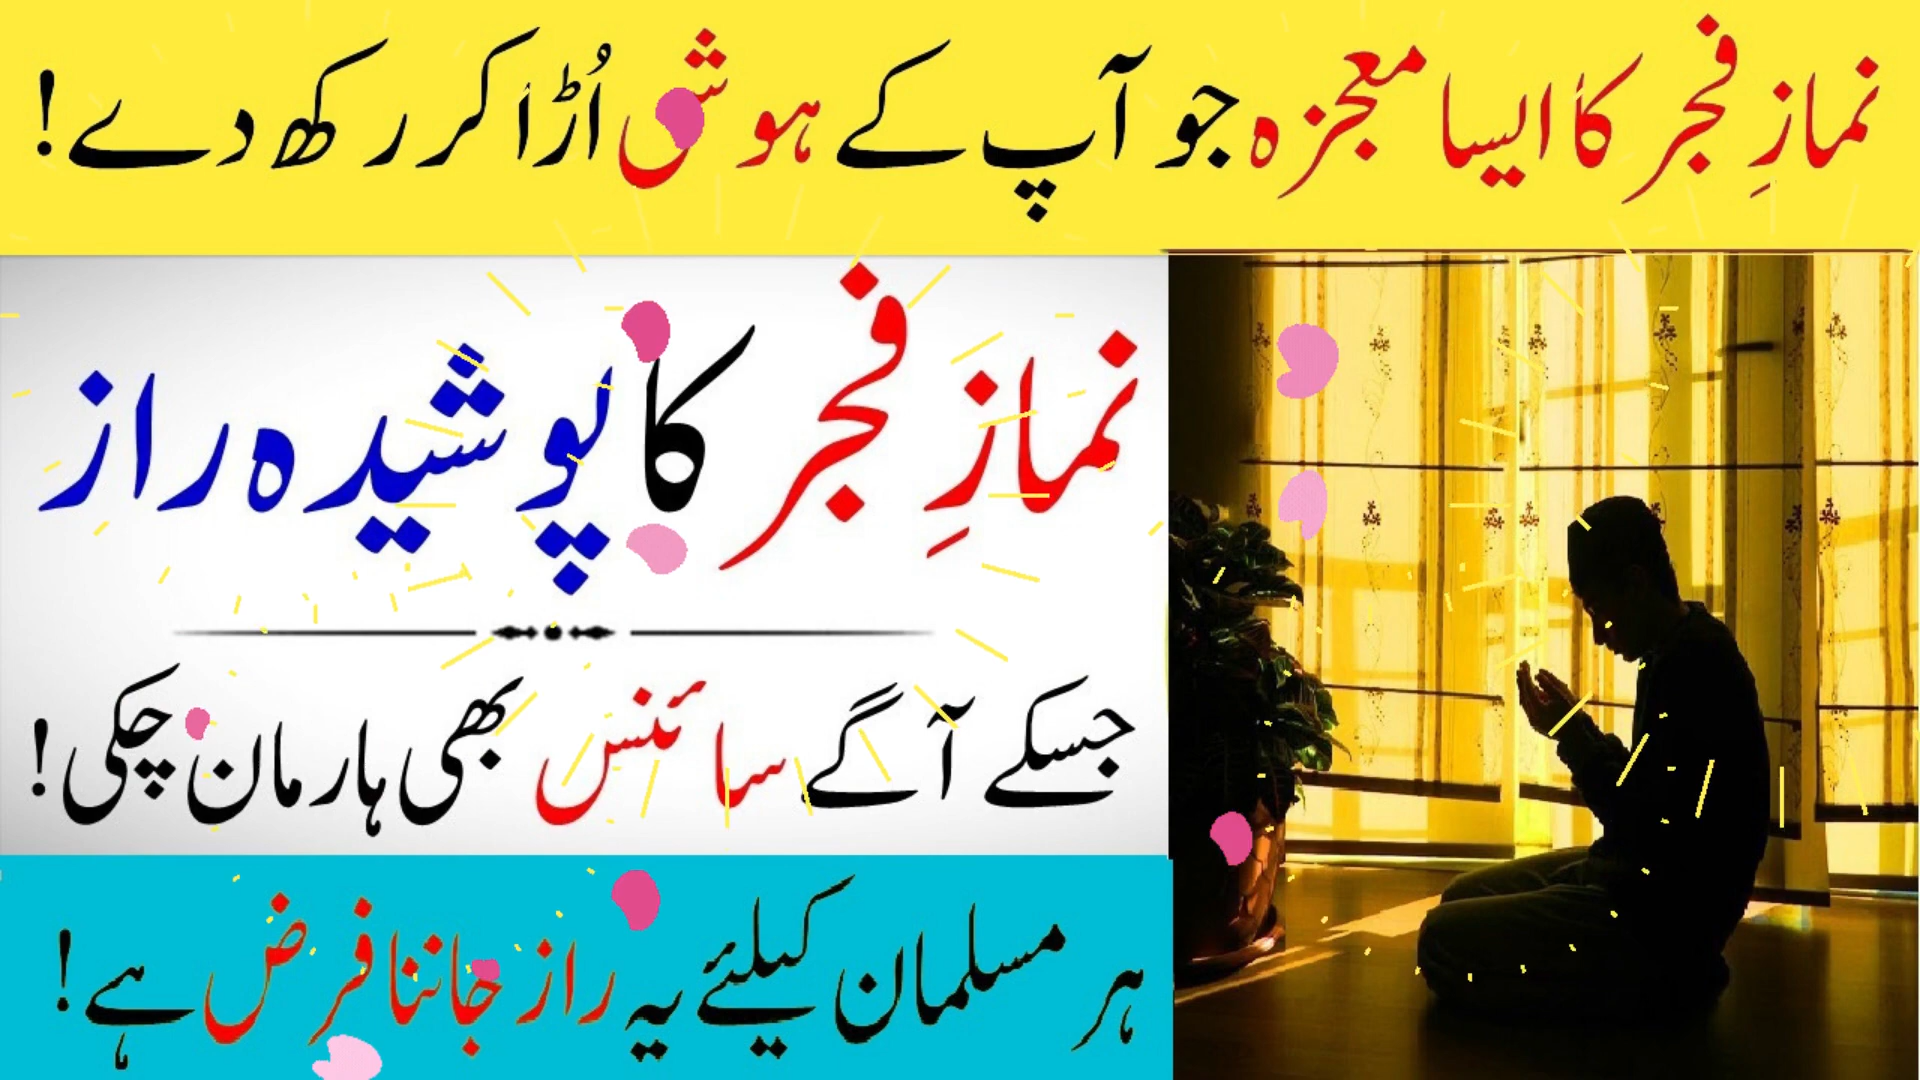 نمازِ فجر کا ایسا معجزہ جو آپ کے ہوش اُڑا کر رکھ دے!
نمازِ فجر کا پوشیدہ راز
جسکے آگے سائنس بھی ہار مان چکی!
ہر مسلمان کیلئے یہ راز جاننا فرض ہے!